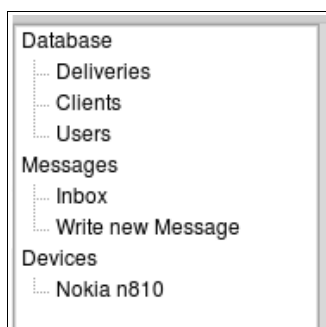 Database
Deliveries
Clients
Users
Messages
Inbox
Write new Message
Devices
Nokia n810